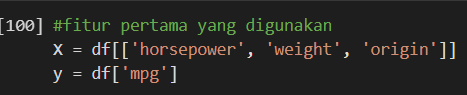 [100] #fitur pertama yang digunakan
X = df[['horsepower', 'weight', 'origin']]
y = df['mpg']